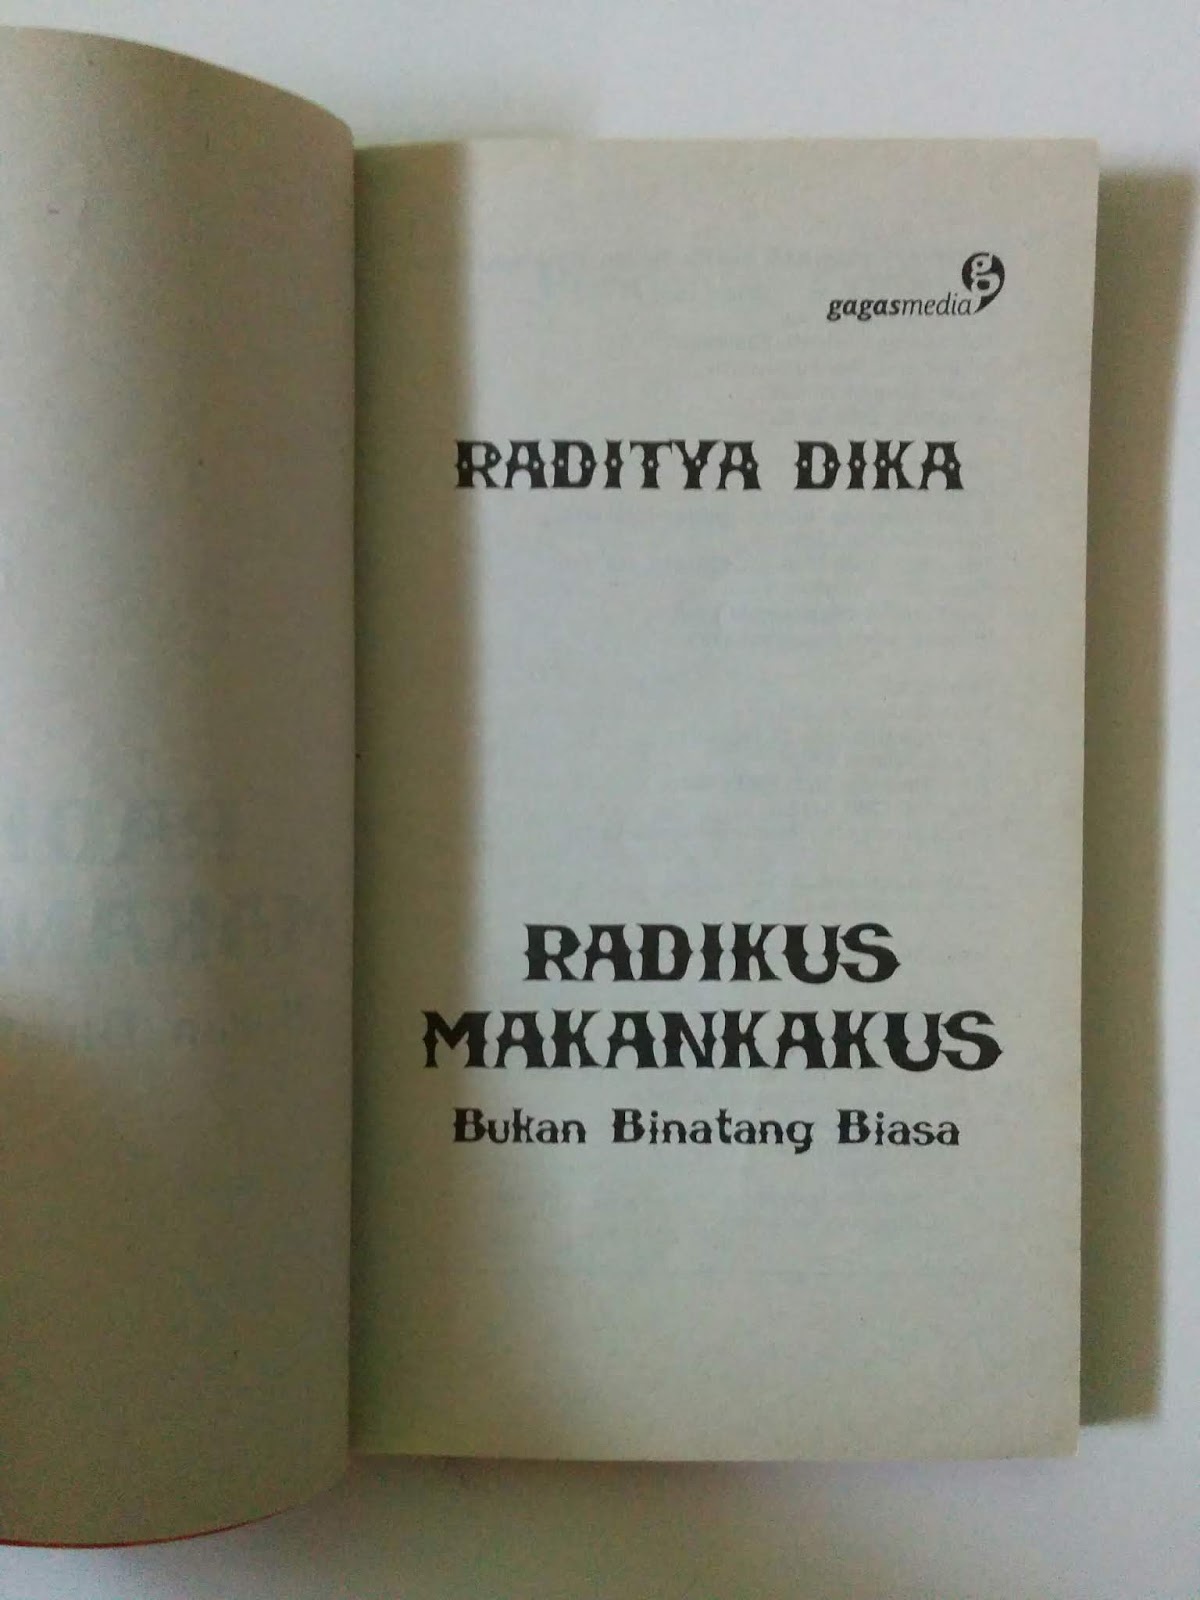 gagasmedia
RADITYA DIKA
RADIKUS
MAKANKAKUS
Bukan Binatang Biasa